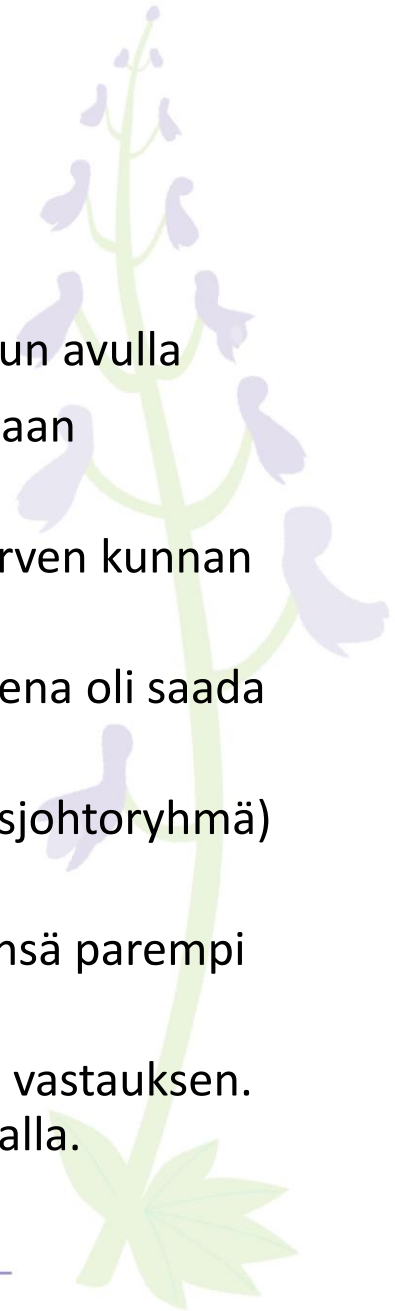 un avulla
aan
rven kunnan
ena oli saada
sjohtoryhmä)
nsä parempi
vastauksen.
alla.